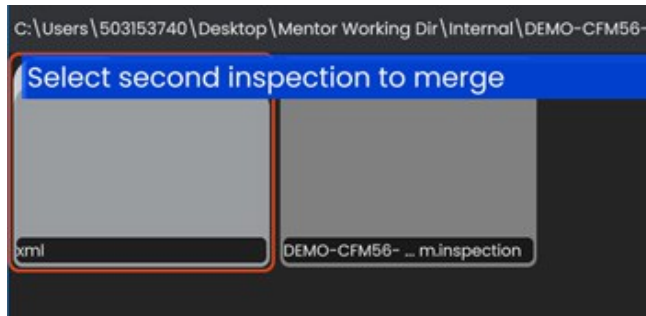 C:\Users\503153740\Desktop\Mentor Working Dir\Internal\DEMO-CFM56-
Select second inspection to merge
xml
DEMO-CFM56- ... m.inspection